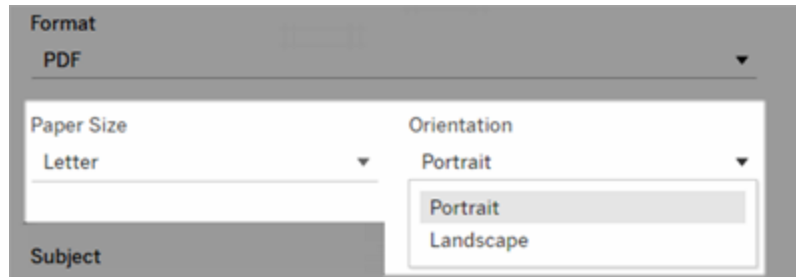 Format
PDF
Paper Size
Letter
Orientation
Portrait
Portrait
Landscape
Subject